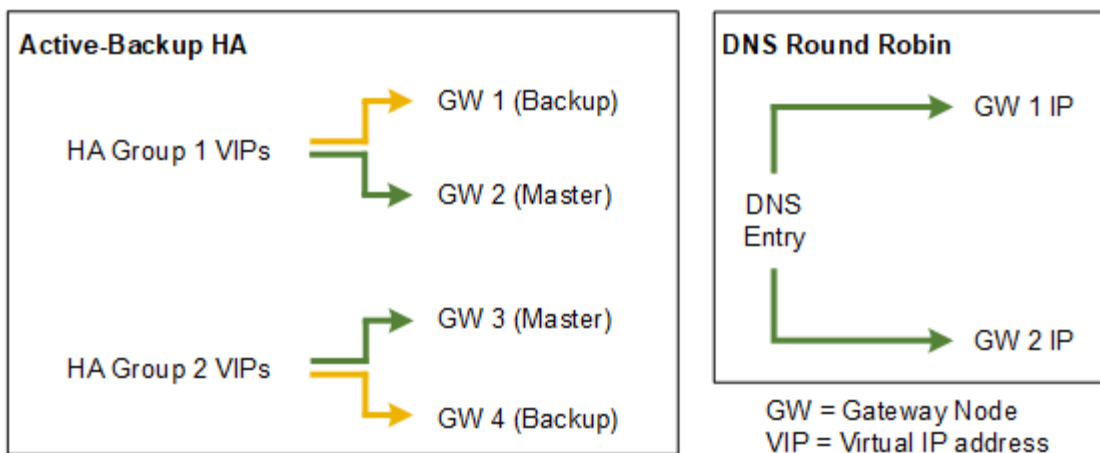 Active-Backup HA
GW 1 (Backup)
HA Group 1 VIPs
GW 2 (Master)
GW 3 (Master)
HA Group 2 VIPs
GW 4 (Backup)
DNS Round Robin
GW 1 IP
DNS
Entry
GW 2 IP
GW = Gateway Node
VIP = Virtual IP address